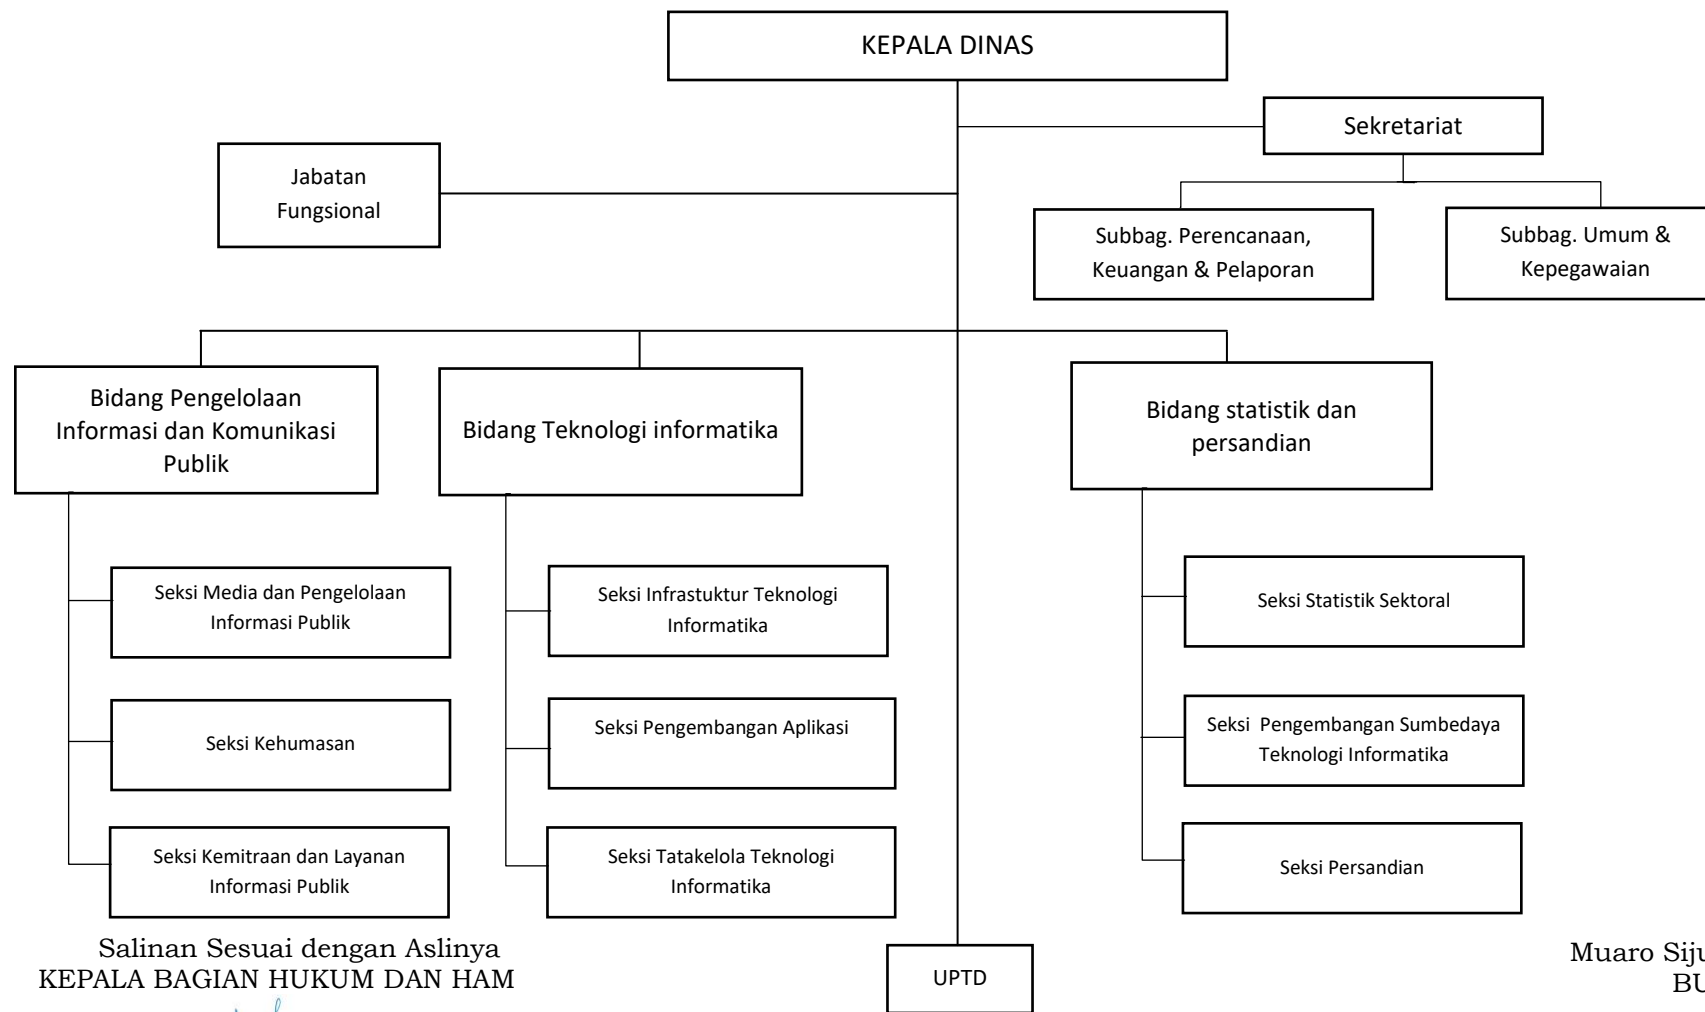 KEPALA DINAS
Sekretariat
Jabatan
Fungsional
Subbag. Perencanaan,
Keuangan & Pelaporan
Subbag. Umum &
Kepegawaian
Bidang Pengelolaan
Informasi dan Komunikasi
Publik
Bidang Teknologi informatika
Bidang statistik dan
persandian
Seksi Media dan Pengelolaan
Informasi Publik
Seksi Kehumasan
Seksi Kemitraan dan Layanan
Informasi Publik
Seksi Infrastuktur Teknologi
Informatika
Seksi Pengembangan Aplikasi
Seksi Tatakelola Teknologi
Informatika
Seksi Statistik Sektoral
Seksi Pengembangan Sumbedaya
Teknologi Informatika
Seksi Persandian
UPTD
Salinan Sesuai dengan Aslinya
KEPALA BAGIAN HUKUM DAN HAM
Muaro Siju
BU